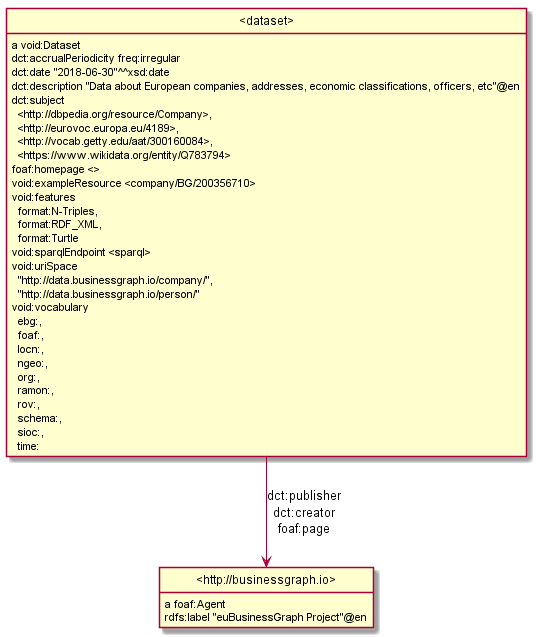 <dataset>
a void:Dataset
dct:accrualPeriodicity freq:irregular
dct:date "2018-06-30"^^xsd:date
dct:description "Data about European companies, addresses, economic classifications, officers, etc"@en
dct:subject
<http://dbpedia.org/resource/Company>,
<http://eurovoc.europa.eu/4189>,
<http://vocab.getty.edu/aat/300160084>,
<https://www.wikidata.org/entity/Q783794>
foaf:homepage <>
void:exampleResource <company/BG/200356710>
void:features
format:N-Triples,
format:RDF_XML,
format:Turtle
void:sparqlEndpoint <sparql>
void:uriSpace
"http://data.businessgraph.io/company/",
"http://data.businessgraph.io/person/"
void:vocabulary
ebg:,
foaf:,
locn:,
ngeo:,
org:,
ramon:,
rov:,
schema:,
sioc:,
time:
dct:publisher
dct:creator
foaf:page
<http://businessgraph.io>
a foaf:Agent
rdfs:label "euBusinessGraph Project"@en